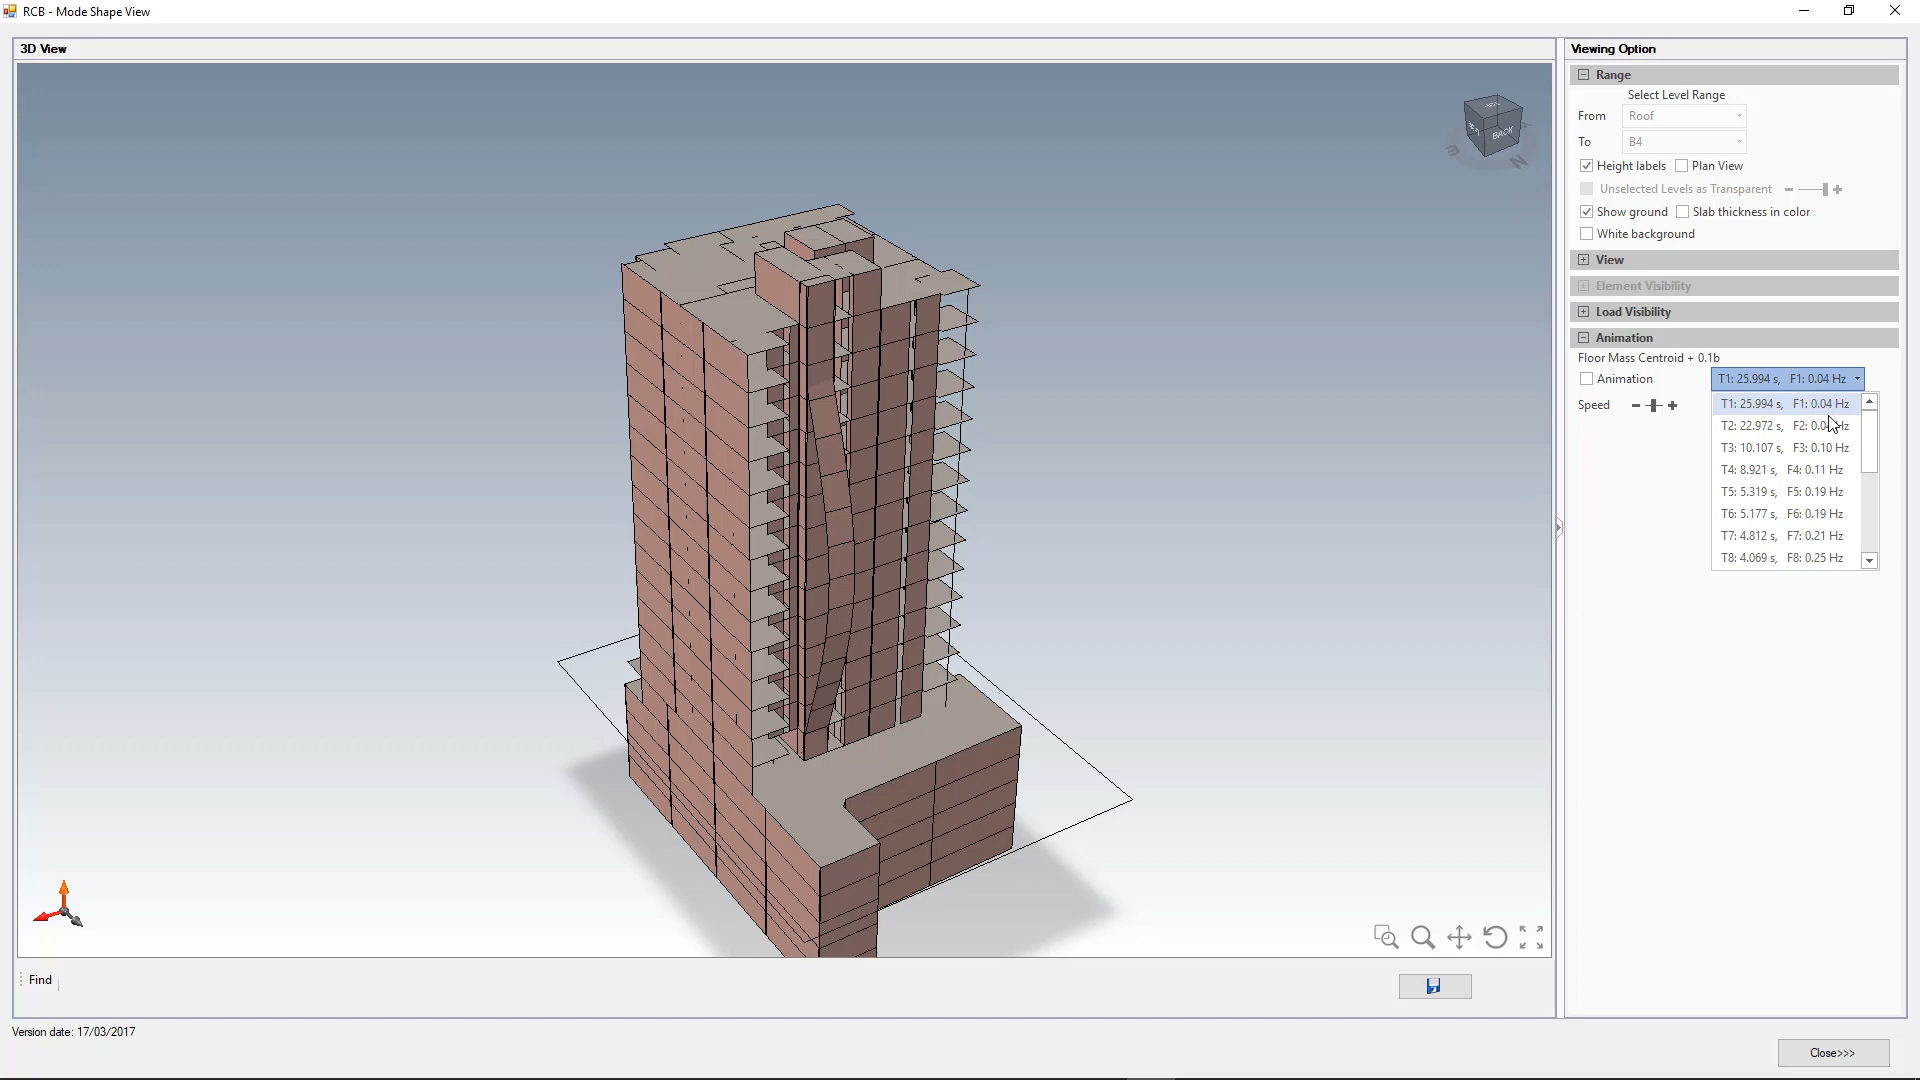 RCB - Mode Shape View
3D View
BACK
E
N
Find
Version date: 17/03/2017
Viewing Option
Range
Select Level Range
From Roof
To B4
Height labels Plan View
Unselected Levels as Transparent
Show ground Slab thickness in color
White background
View
Element Visibility
Load Visibility
Animation
Floor Mass Centroid + 0.1b
Animation T1: 25.994 s, F1: 0.04 Hz
Speed
T1: 25.994 s, F1: 0.04 Hz
T2: 22.972 s, F2:
T3: 10.107 s, F3: 0.10 Hz
T4: 8.921 s, F4: 0.11 Hz
T5: 5.319 s, F5: 0.19 Hz
T6: 5.177 s, F6: 0.19 Hz
T7: 4.812 s, F7: 0.21 Hz
T8: 4.069 s, F8: 0.25 Hz
Close>>>